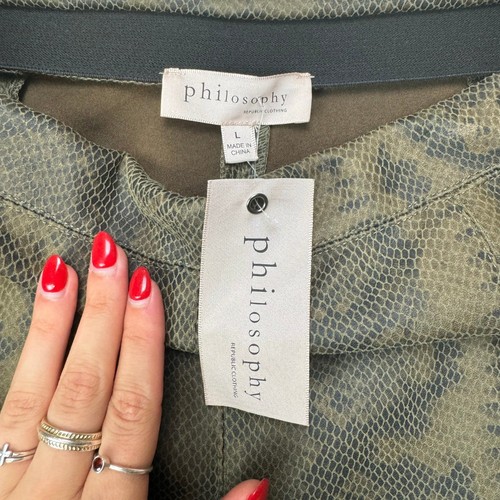 philosophy
REPUBLIC CLOTHING
L
MADE IN
CHINA
philosophy
REPUBLIC CLOTHING